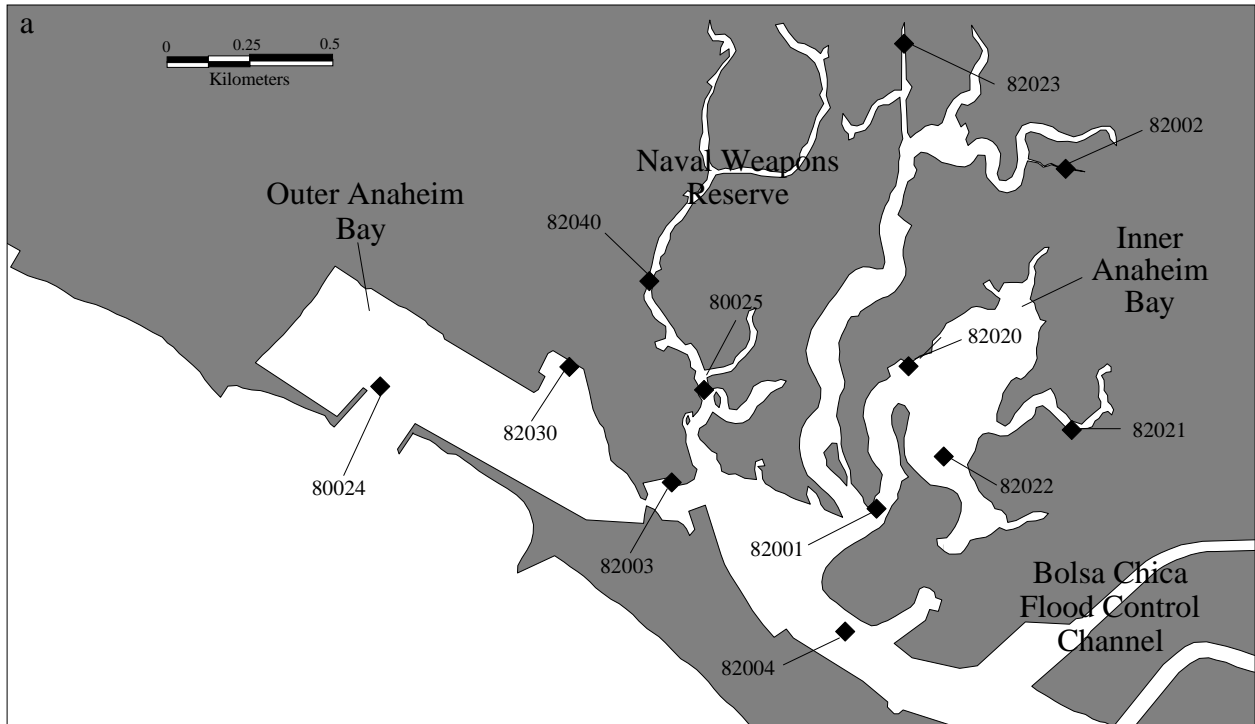 a
0 0.25 0.5
Kilometers
82023
82002
Naval Weapons
Reserve
Outer Anaheim
Bay
82040
Inner
Anaheim
Bay
80025
82020
82030
82021
80024
82022
82003
82001
Bolsa Chica
Flood Control
Channel
82004